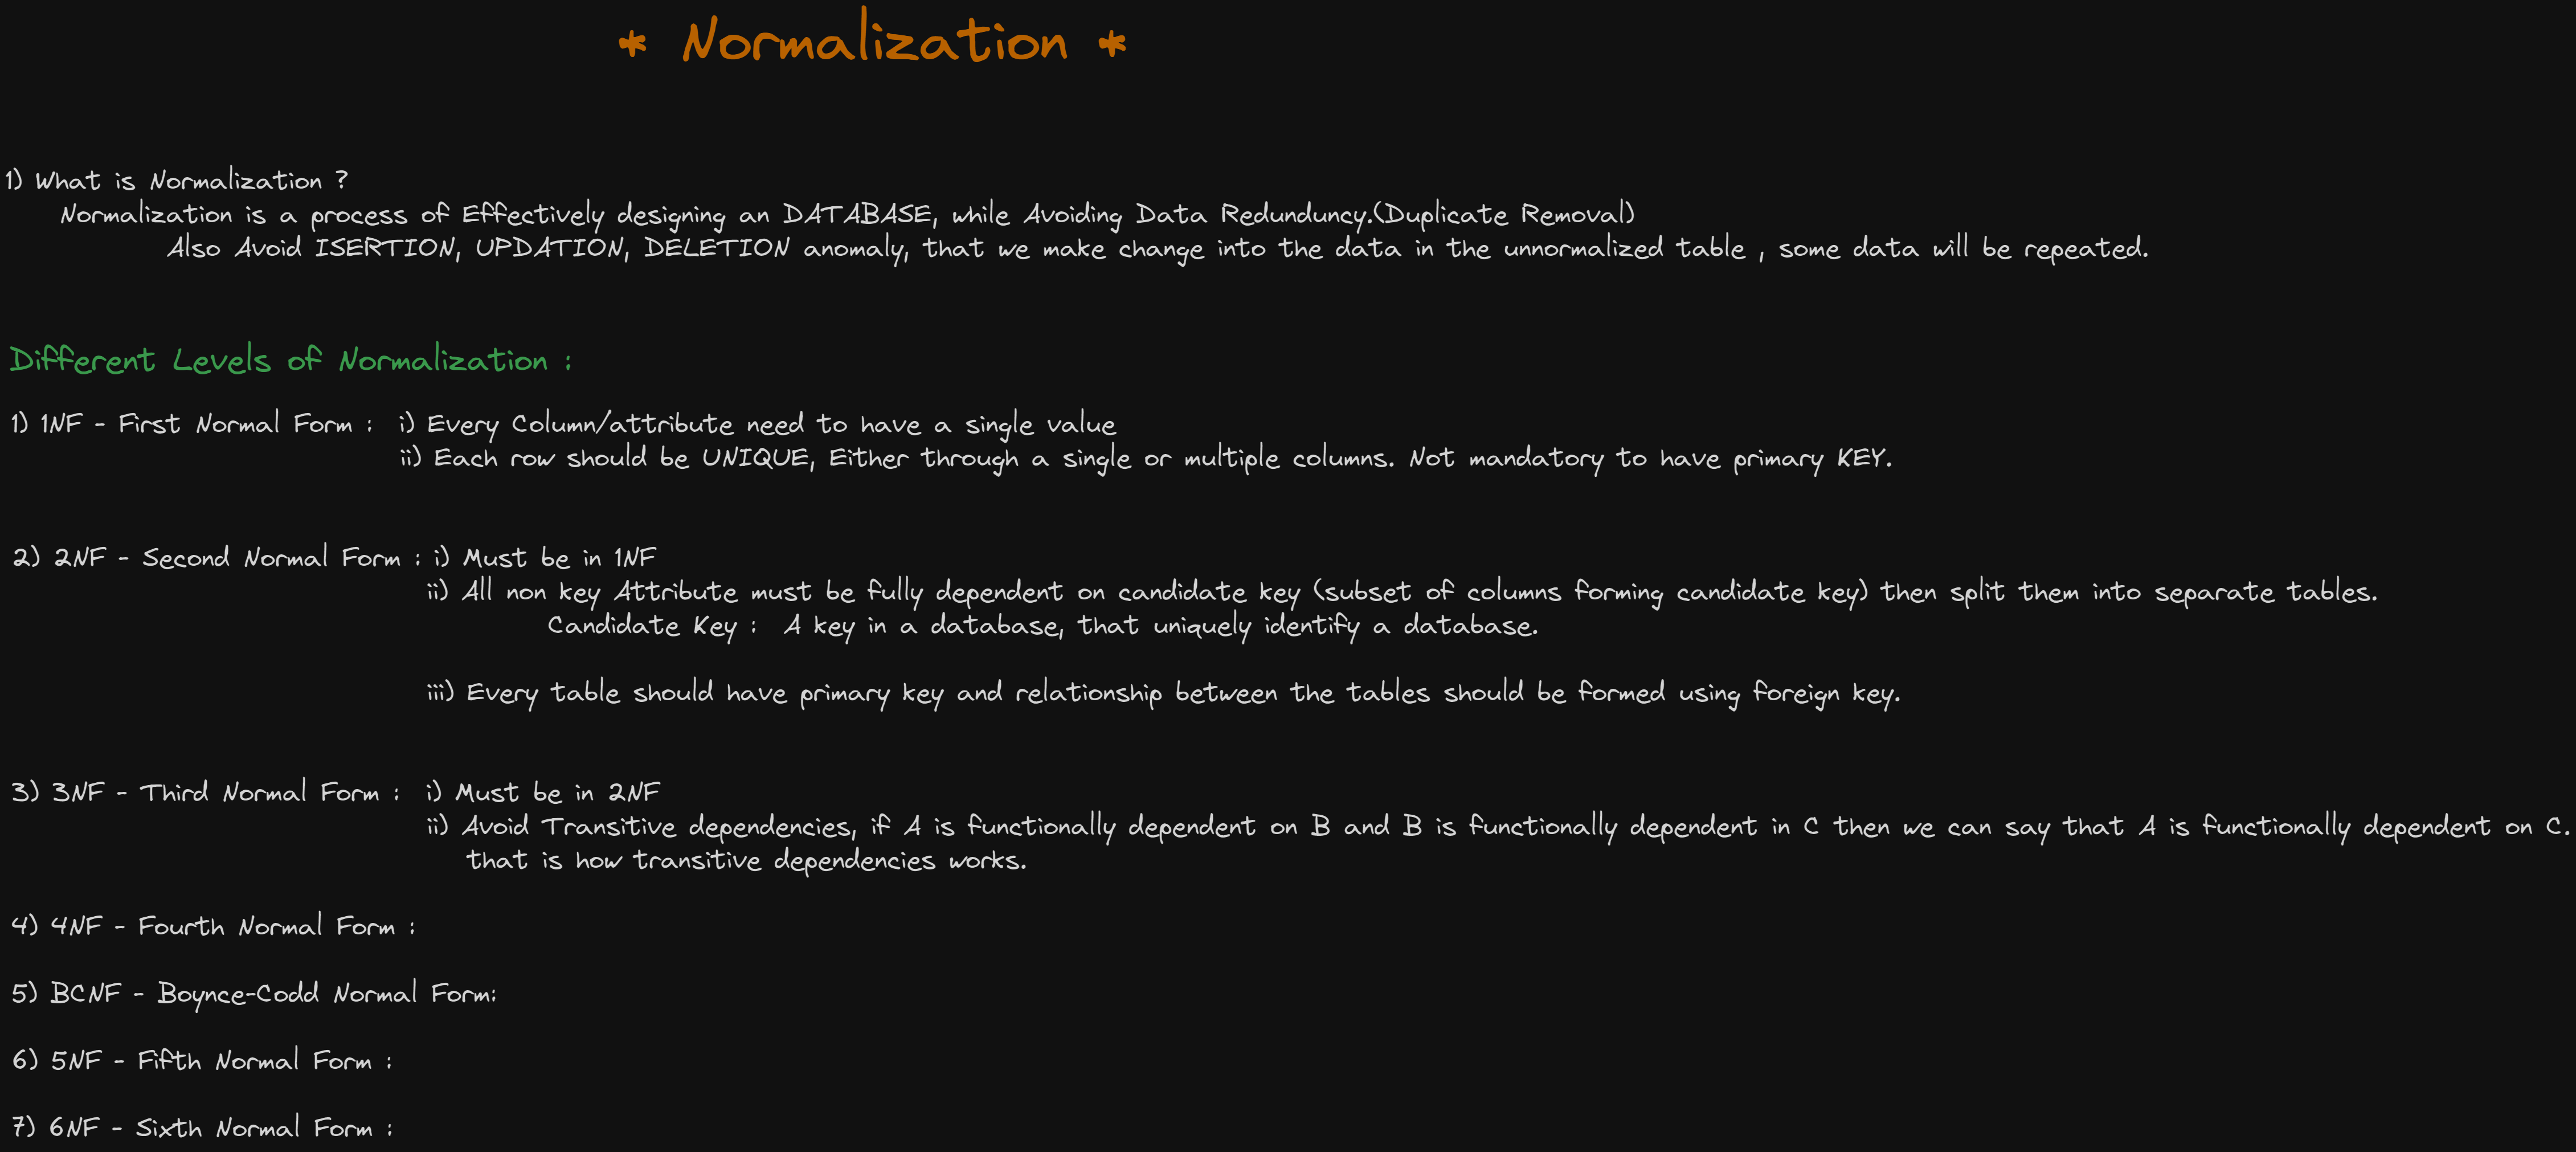 * Normalization *
1) What is Normalization ?
Normalization is a process of Effectively designing an DATABASE, while Avoiding Data Redunduncy.(Duplicate Removal)
Also Avoid ISERTION, UPDATION, DELETION anomaly, that we make change into the data in the unnormalized table , some data will be repeated.
Different Levels of Normalization :
1) 1NF - First Normal Form : i) Every Column/attribute need to have a single value
ii) Each row should be UNIQUE, Either through a single or multiple columns. Not mandatory to have primary KEY.
2) 2NF - Second Normal Form : i) Must be in 1NF
ii) All non key Attribute must be fully dependent on candidate key (subset of columns forming candidate key) then split them into separate tables.
Candidate Key : A key in a database, that uniquely identify a database.
iii) Every table should have primary key and relationship between the tables should be formed using foreign key.
3) 3NF - Third Normal Form : i) Must be in 2NF
ii) Avoid Transitive dependencies, if A is functionally dependent on B and B is functionally dependent in C then we can say that A is functionally dependent on C.
that is how transitive dependencies works.
4) 4NF - Fourth Normal Form :
5) BCNF - Boynce-Codd Normal Form:
6) 5NF - Fifth Normal Form :
7) 6NF - Sixth Normal Form :